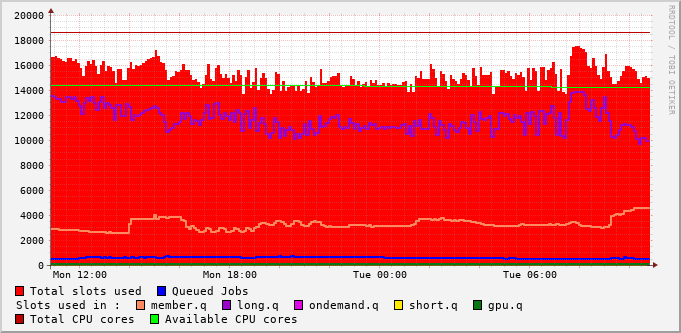 20000
18000
16000
14000
12000
10000
8000
6000
4000
2000
0
Mon 12:00 Mon 18:00 Tue 00:00 Tue 06:00
RRDTOOL / TOBI OETIKER
Total slots used Queued Jobs
Slots used in : member.q long.q ondemand.q short.q gpu.q
Total CPU cores Available CPU cores